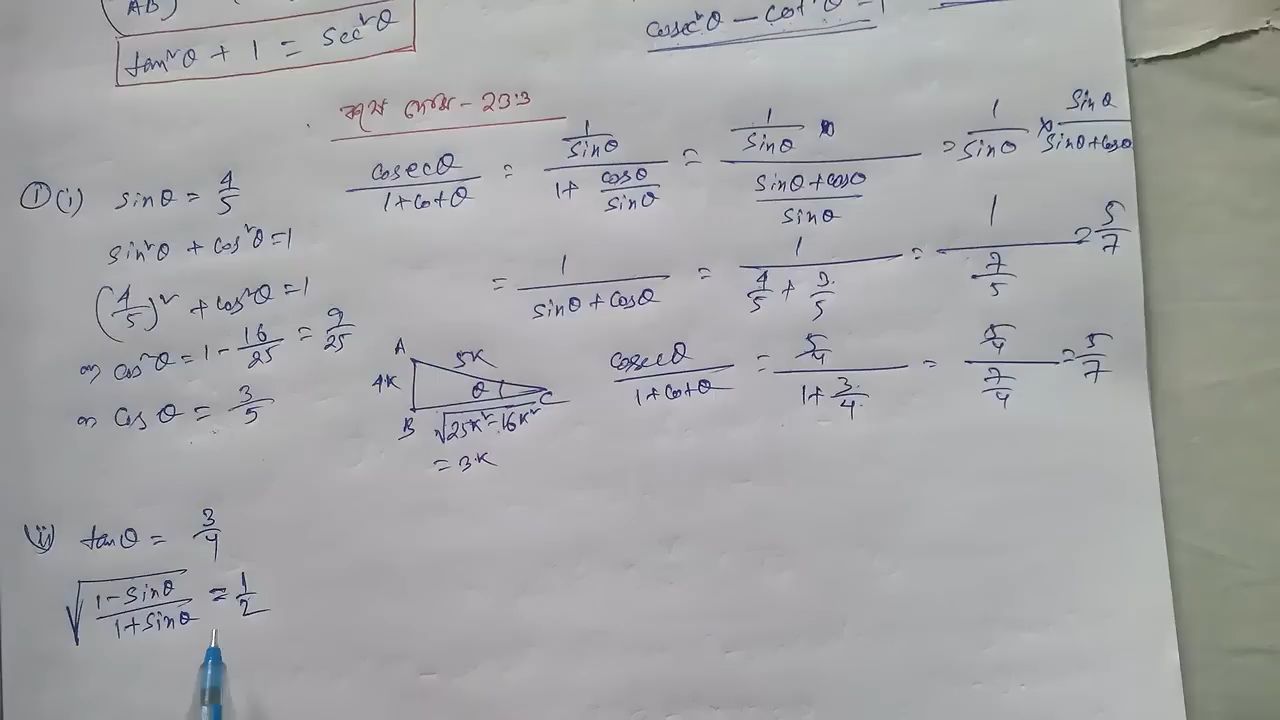 AB)
tan²θ + 1 = sec²θ
cosec²θ – cot²θ = 1
কষে দেখি – 23.3
① (i) sinθ = 4/5
sin²θ + cos²θ = 1
(4/5)² + cos²θ = 1
⇒ cos²θ = 1 - 16/25 = 9/25
⇒ cos θ = 3/5
cosecθ/1+cotθ = 1/sinθ / 1 + cosθ/sinθ = 1/sinθ / sinθ+cosθ/sinθ = 1/sinθ × sinθ/sinθ+cosθ
= 1/sinθ + cosθ = 1/4/5 + 3/5 = 1/7/5 = 5/7
A
5K
4K
θ
B
C
√25K²-16K²
= 3K
cosecθ/1+cotθ = 5/4 / 1+3/4 = 5/4 / 7/4 = 5/7
(ii) tanθ = 3/4
√1-sinθ/1+sinθ = 1/2